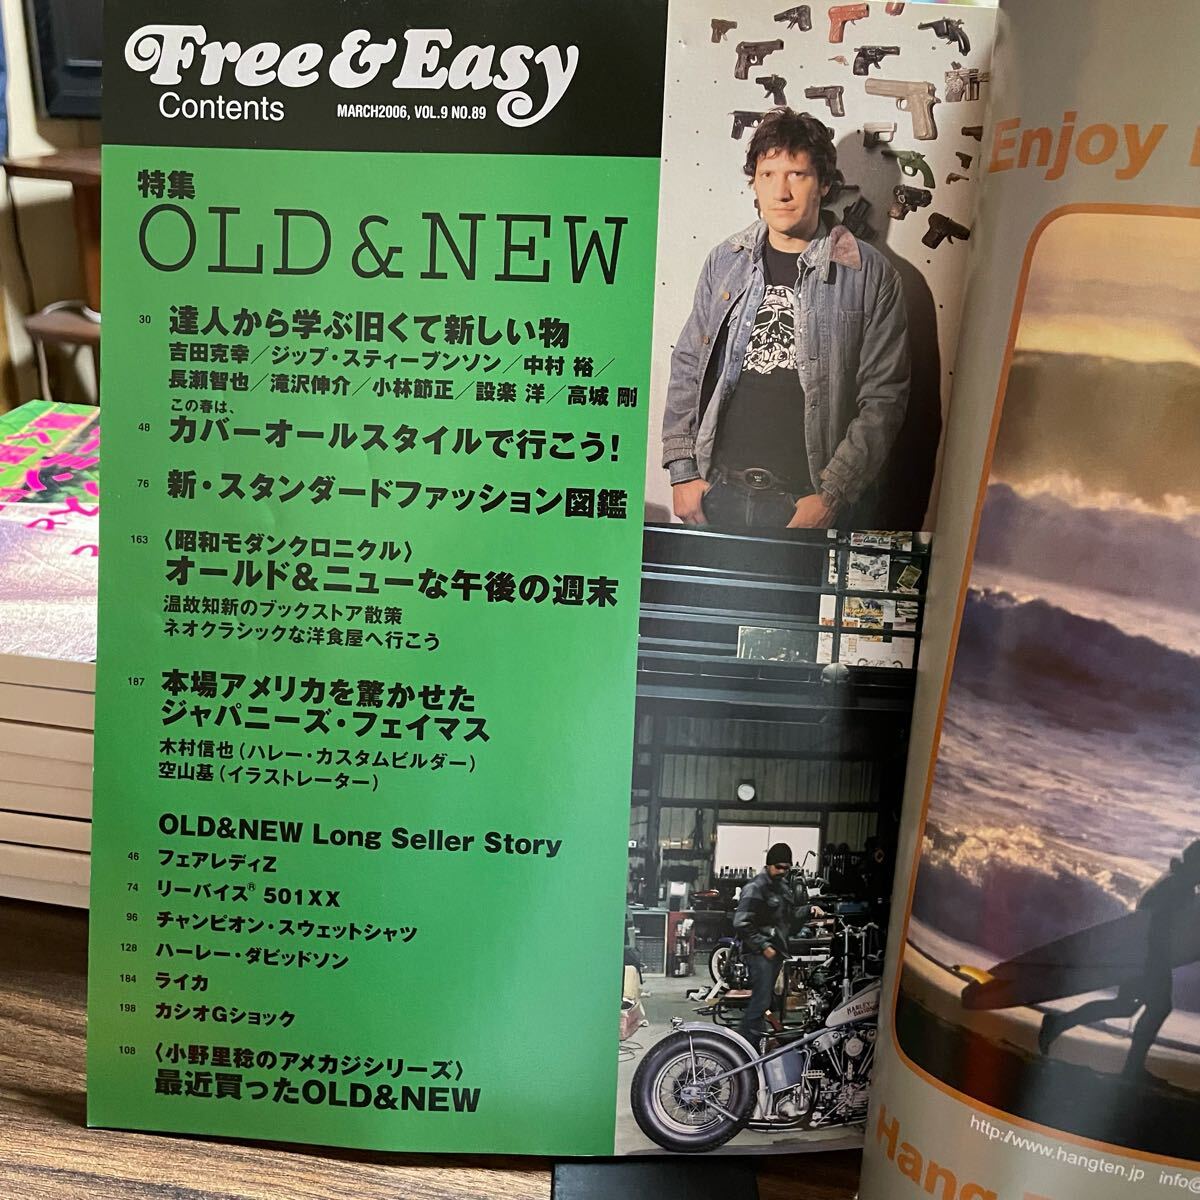 Free & Easy
Contents
MARCH2006, VOL.9 NO.89
特集
OLD & NEW
30 達人から学ぶ旧くて新しい物
吉田克幸／ジップ・スティーブンソン／中村 裕／
長瀬智也／滝沢伸介／小林節正／設楽 洋／高城 剛
この春は、
48 カバーオールスタイルで行こう!
76 新・スタンダードファッション図鑑
163 〈昭和モダンクロニクル〉
オールド&ニューな午後の週末
温故知新のブックストア散策
ネオクラシックな洋食屋へ行こう
187 本場アメリカを驚かせた
ジャパニーズ・フェイマス
木村信也(ハレー・カスタムビルダー)
空山基(イラストレーター)
OLD&NEW Long Seller Story
46 フェアレディZ
74 リーバイス® 501XX
96 チャンピオン・スウェットシャツ
128 ハーレー・ダビッドソン
184 ライカ
198 カシオGショック
108 〈小野里稔のアメカジシリーズ〉
最近買ったOLD&NEW
HARLEY-DAVIDSON
Enjoy
http://www.hangten.jp info@
Hang